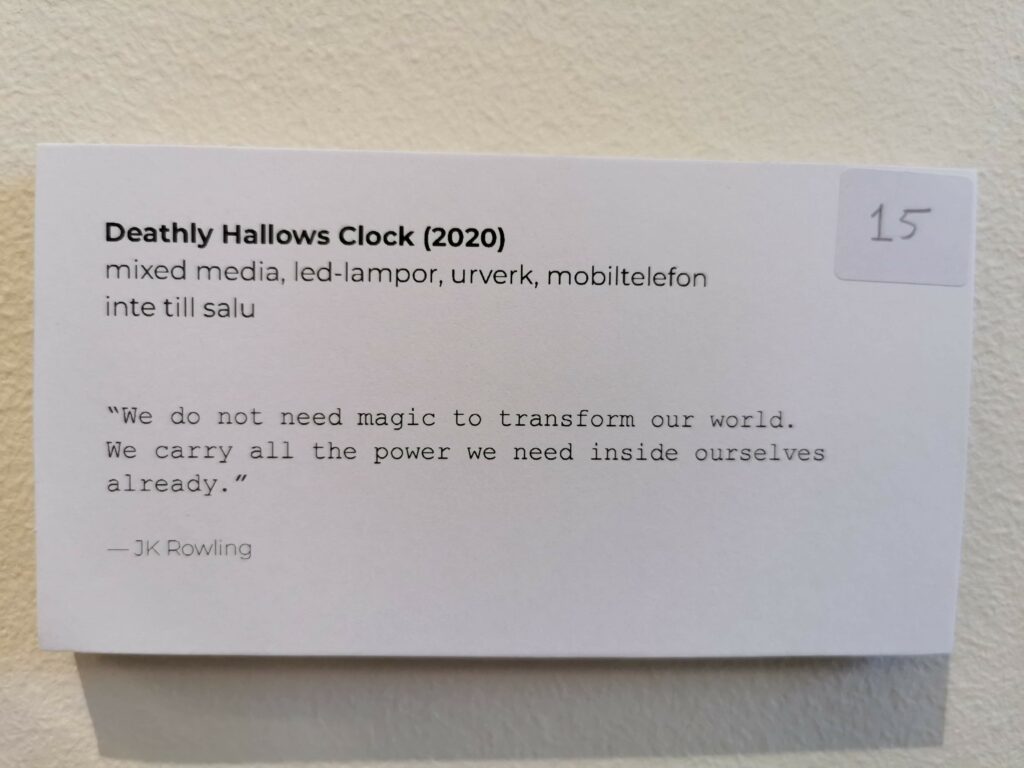 Deathly Hallows Clock (2020)
15
mixed media, led-lampor, urverk, mobiltelefon
inte till salu
“We do not need magic to transform our world.
We carry all the power we need inside ourselves
already.”
— JK Rowling